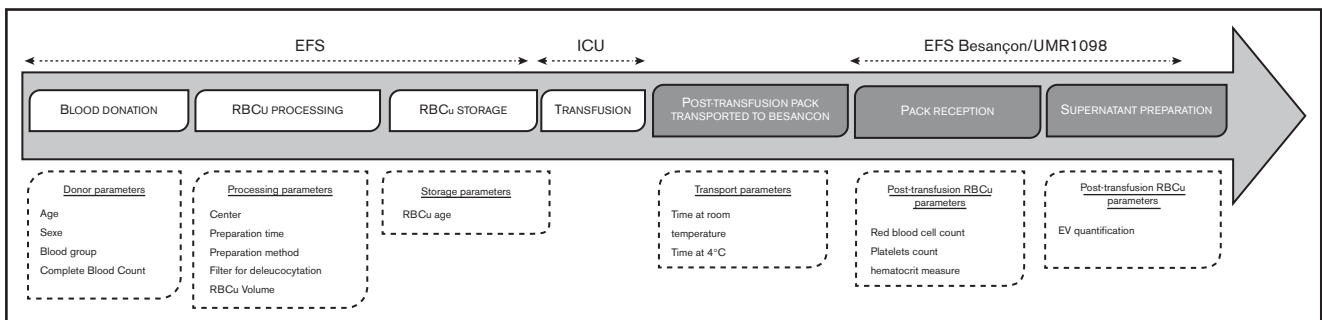 EFS
ICU
EFS Besançon/UMR1098
BLOOD DONATION
RBCU PROCESSING
RBCU STORAGE
TRANSFUSION
POST-TRANSFUSION PACK
TRANSPORTED TO BESANCON
PACK RECEPTION
SUPERNATANT PREPARATION
Donor parameters
Age
Sexe
Blood group
Complete Blood Count
Processing parameters
Center
Preparation time
Preparation method
Filter for deleucocytation
RBCu Volume
Storage parameters
RBCu age
Transport parameters
Time at room
temperature
Time at 4°C
Post-transfusion RBCu
parameters
Red blood cell count
Platelets count
hematocrit measure
Post-transfusion RBCu
parameters
EV quantification